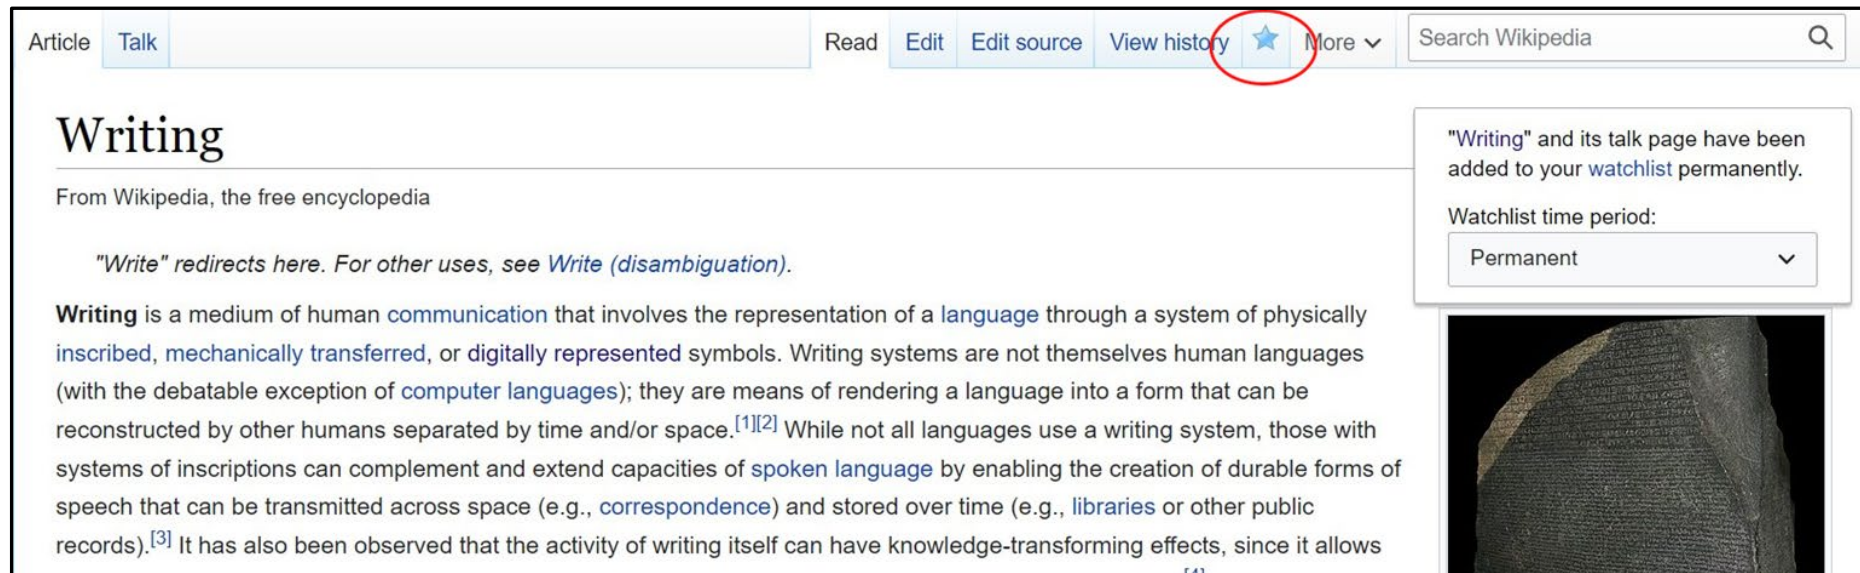 Article Talk Read Edit Edit source View history More Search Wikipedia
Writing
From Wikipedia, the free encyclopedia
"Write" redirects here. For other uses, see Write (disambiguation).
Writing is a medium of human communication that involves the representation of a language through a system of physically
inscribed, mechanically transferred, or digitally represented symbols. Writing systems are not themselves human languages
(with the debatable exception of computer languages); they are means of rendering a language into a form that can be
reconstructed by other humans separated by time and/or space.[1][2] While not all languages use a writing system, those with
systems of inscriptions can complement and extend capacities of spoken language by enabling the creation of durable forms of
speech that can be transmitted across space (e.g., correspondence) and stored over time (e.g., libraries or other public
records).[3] It has also been observed that the activity of writing itself can have knowledge-transforming effects, since it allows
"Writing" and its talk page have been
added to your watchlist permanently.
Watchlist time period:
Permanent